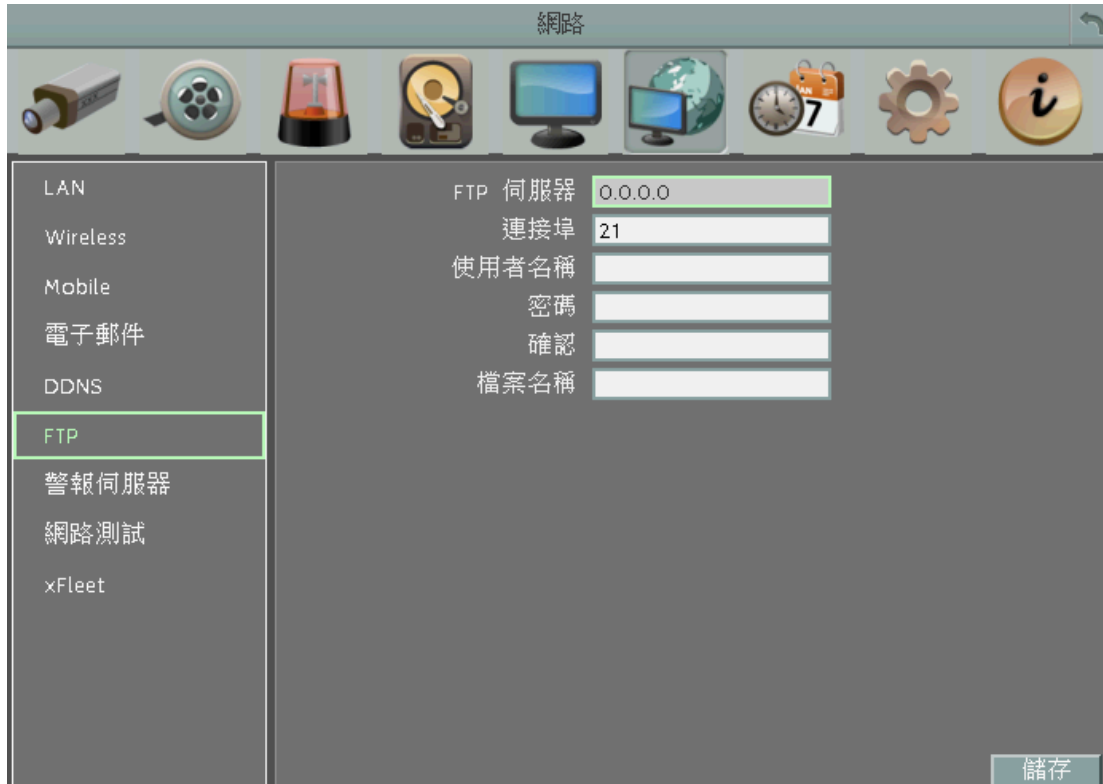 網路
JAN
7
i
LAN
Wireless
Mobile
電子郵件
DDNS
FTP
警報伺服器
網路測試
xFleet
FTP 伺服器 0.0.0.0
連接埠 21
使用者名稱
密碼
確認
檔案名稱
儲存